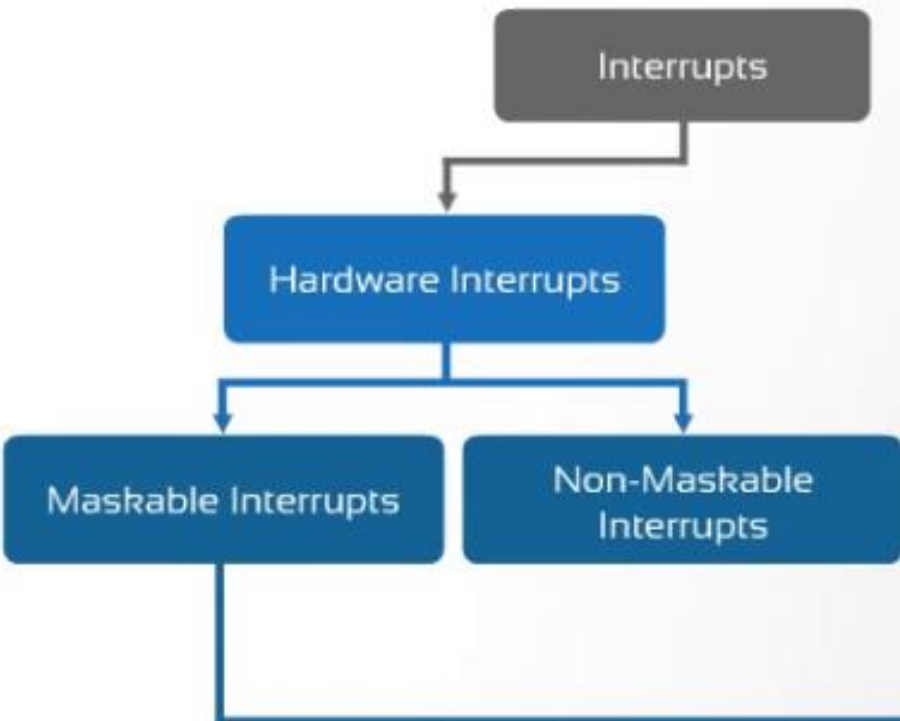 Interrupts
Hardware Interrupts
Maskable Interrupts
Non-Maskable
Interrupts